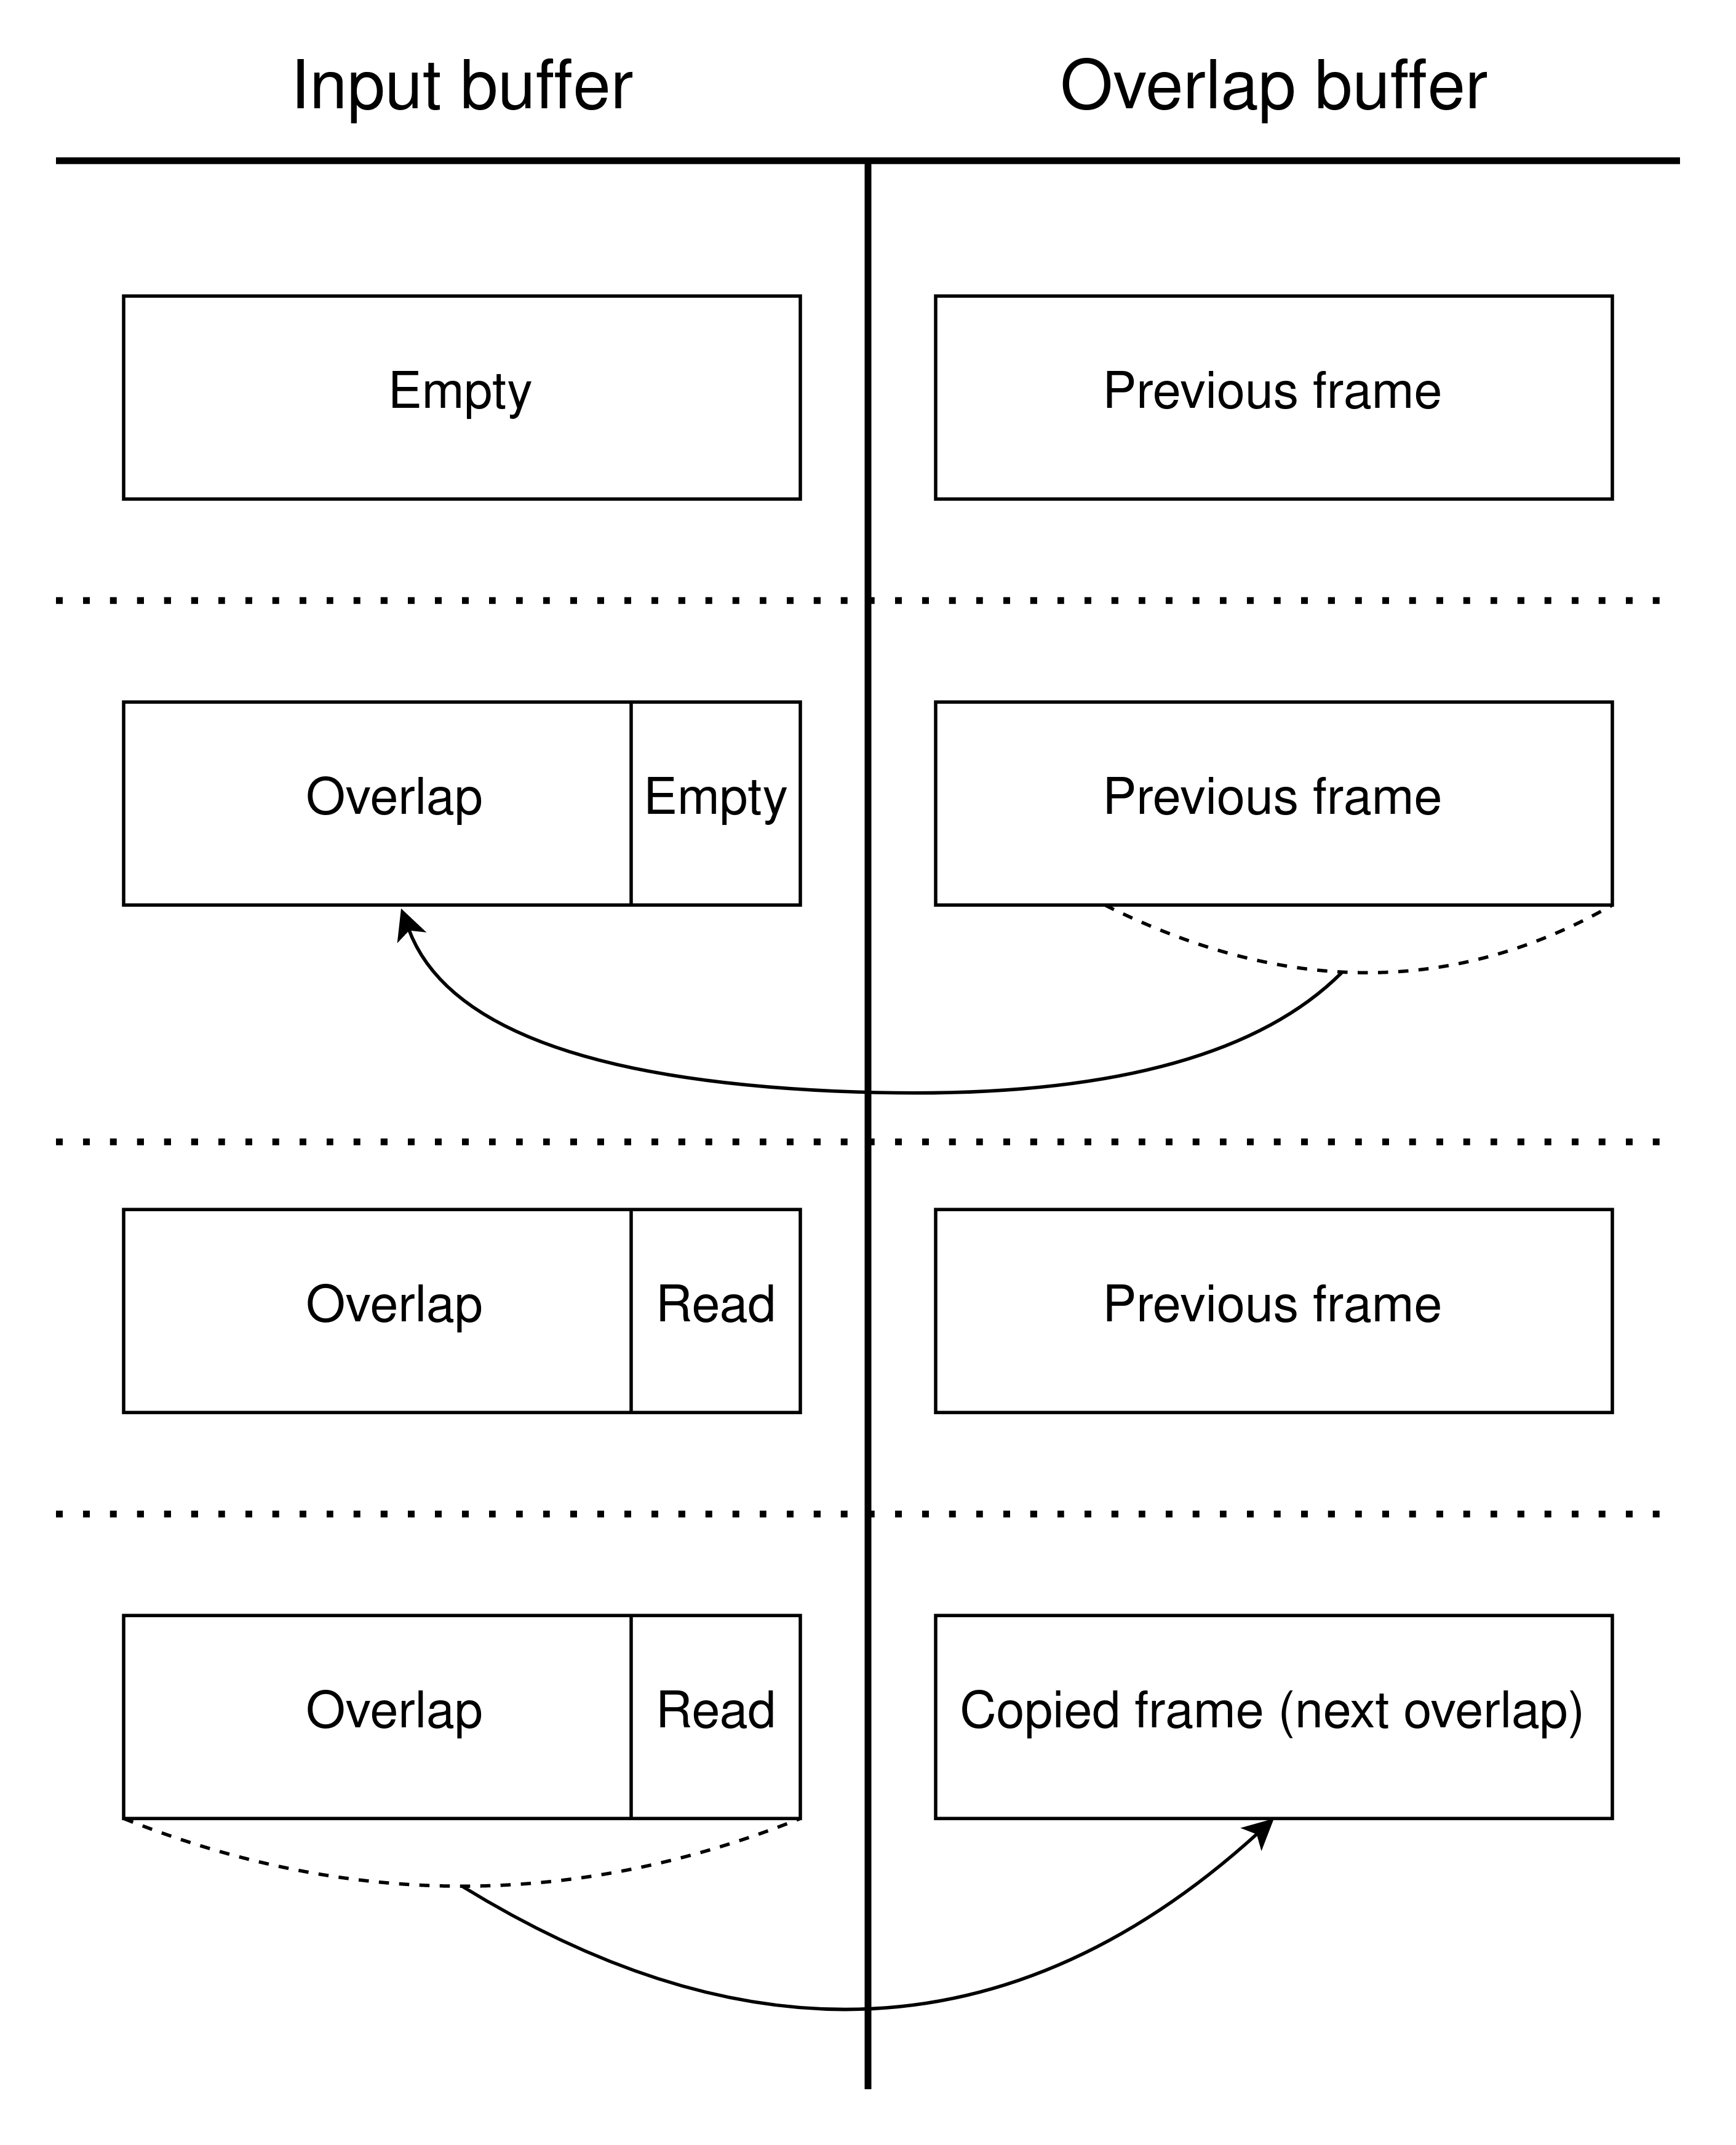 Input buffer
Overlap buffer
Empty
Previous frame
Overlap
Empty
Previous frame
Overlap
Read
Previous frame
Overlap
Read
Copied frame (next overlap)